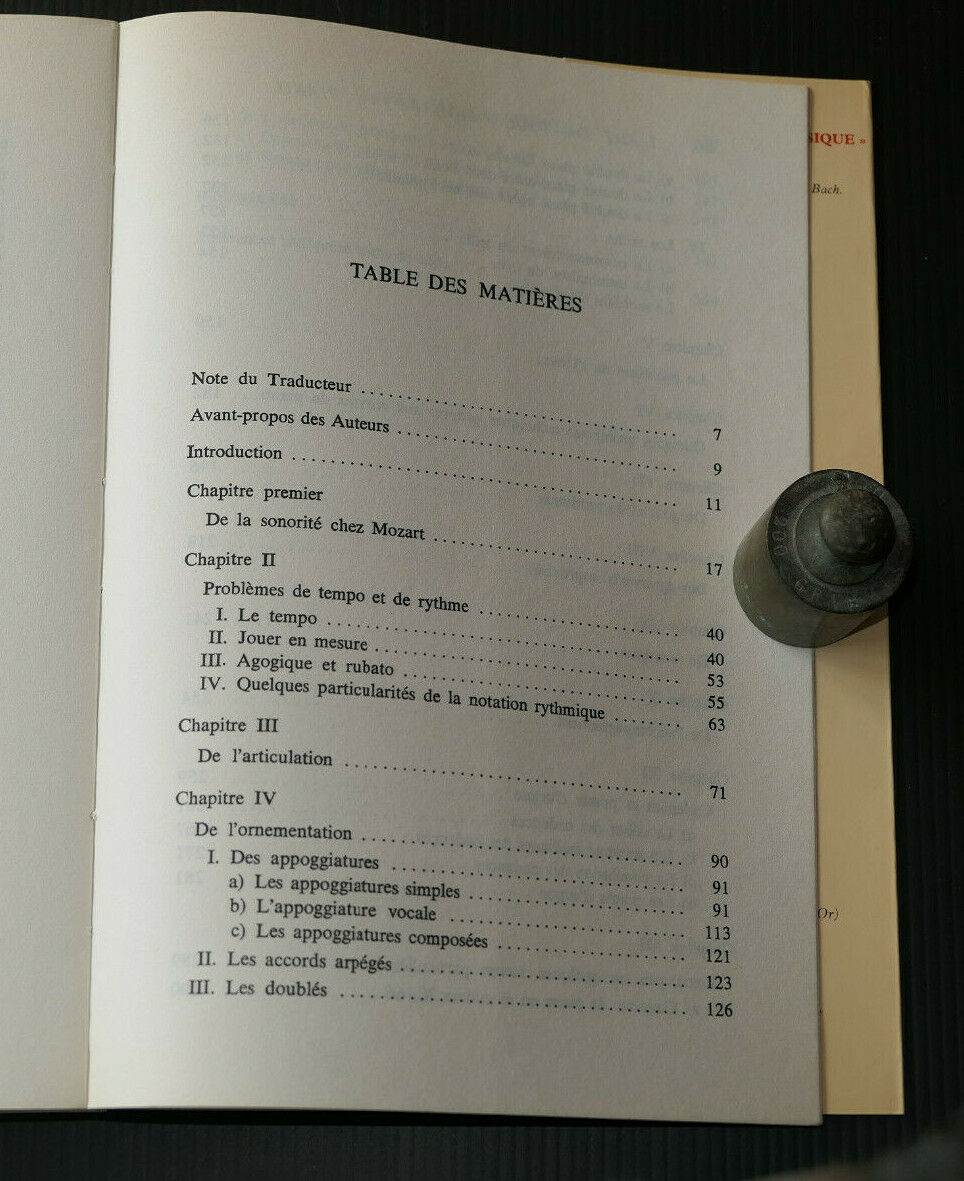 TABLE DES MATIÈRES
Note du Traducteur ........ 7
Avant-propos des Auteurs ........ 9
Introduction ........ 11
Chapitre premier
De la sonorité chez Mozart ........ 17
Chapitre II
Problèmes de tempo et de rythme ........ 40
I. Le tempo ........ 40
II. Jouer en mesure ........ 53
III. Agogique et rubato ........ 55
IV. Quelques particularités de la notation rythmique ........ 63
Chapitre III
De l'articulation ........ 71
Chapitre IV
De l'ornementation ........ 90
I. Des appoggiatures ........ 91
a) Les appoggiatures simples ........ 91
b) L'appoggiature vocale ........ 113
c) Les appoggiatures composées ........ 121
II. Les accords arpégés ........ 123
III. Les doublés ........ 126
SIQUE »
Bach.
Or)